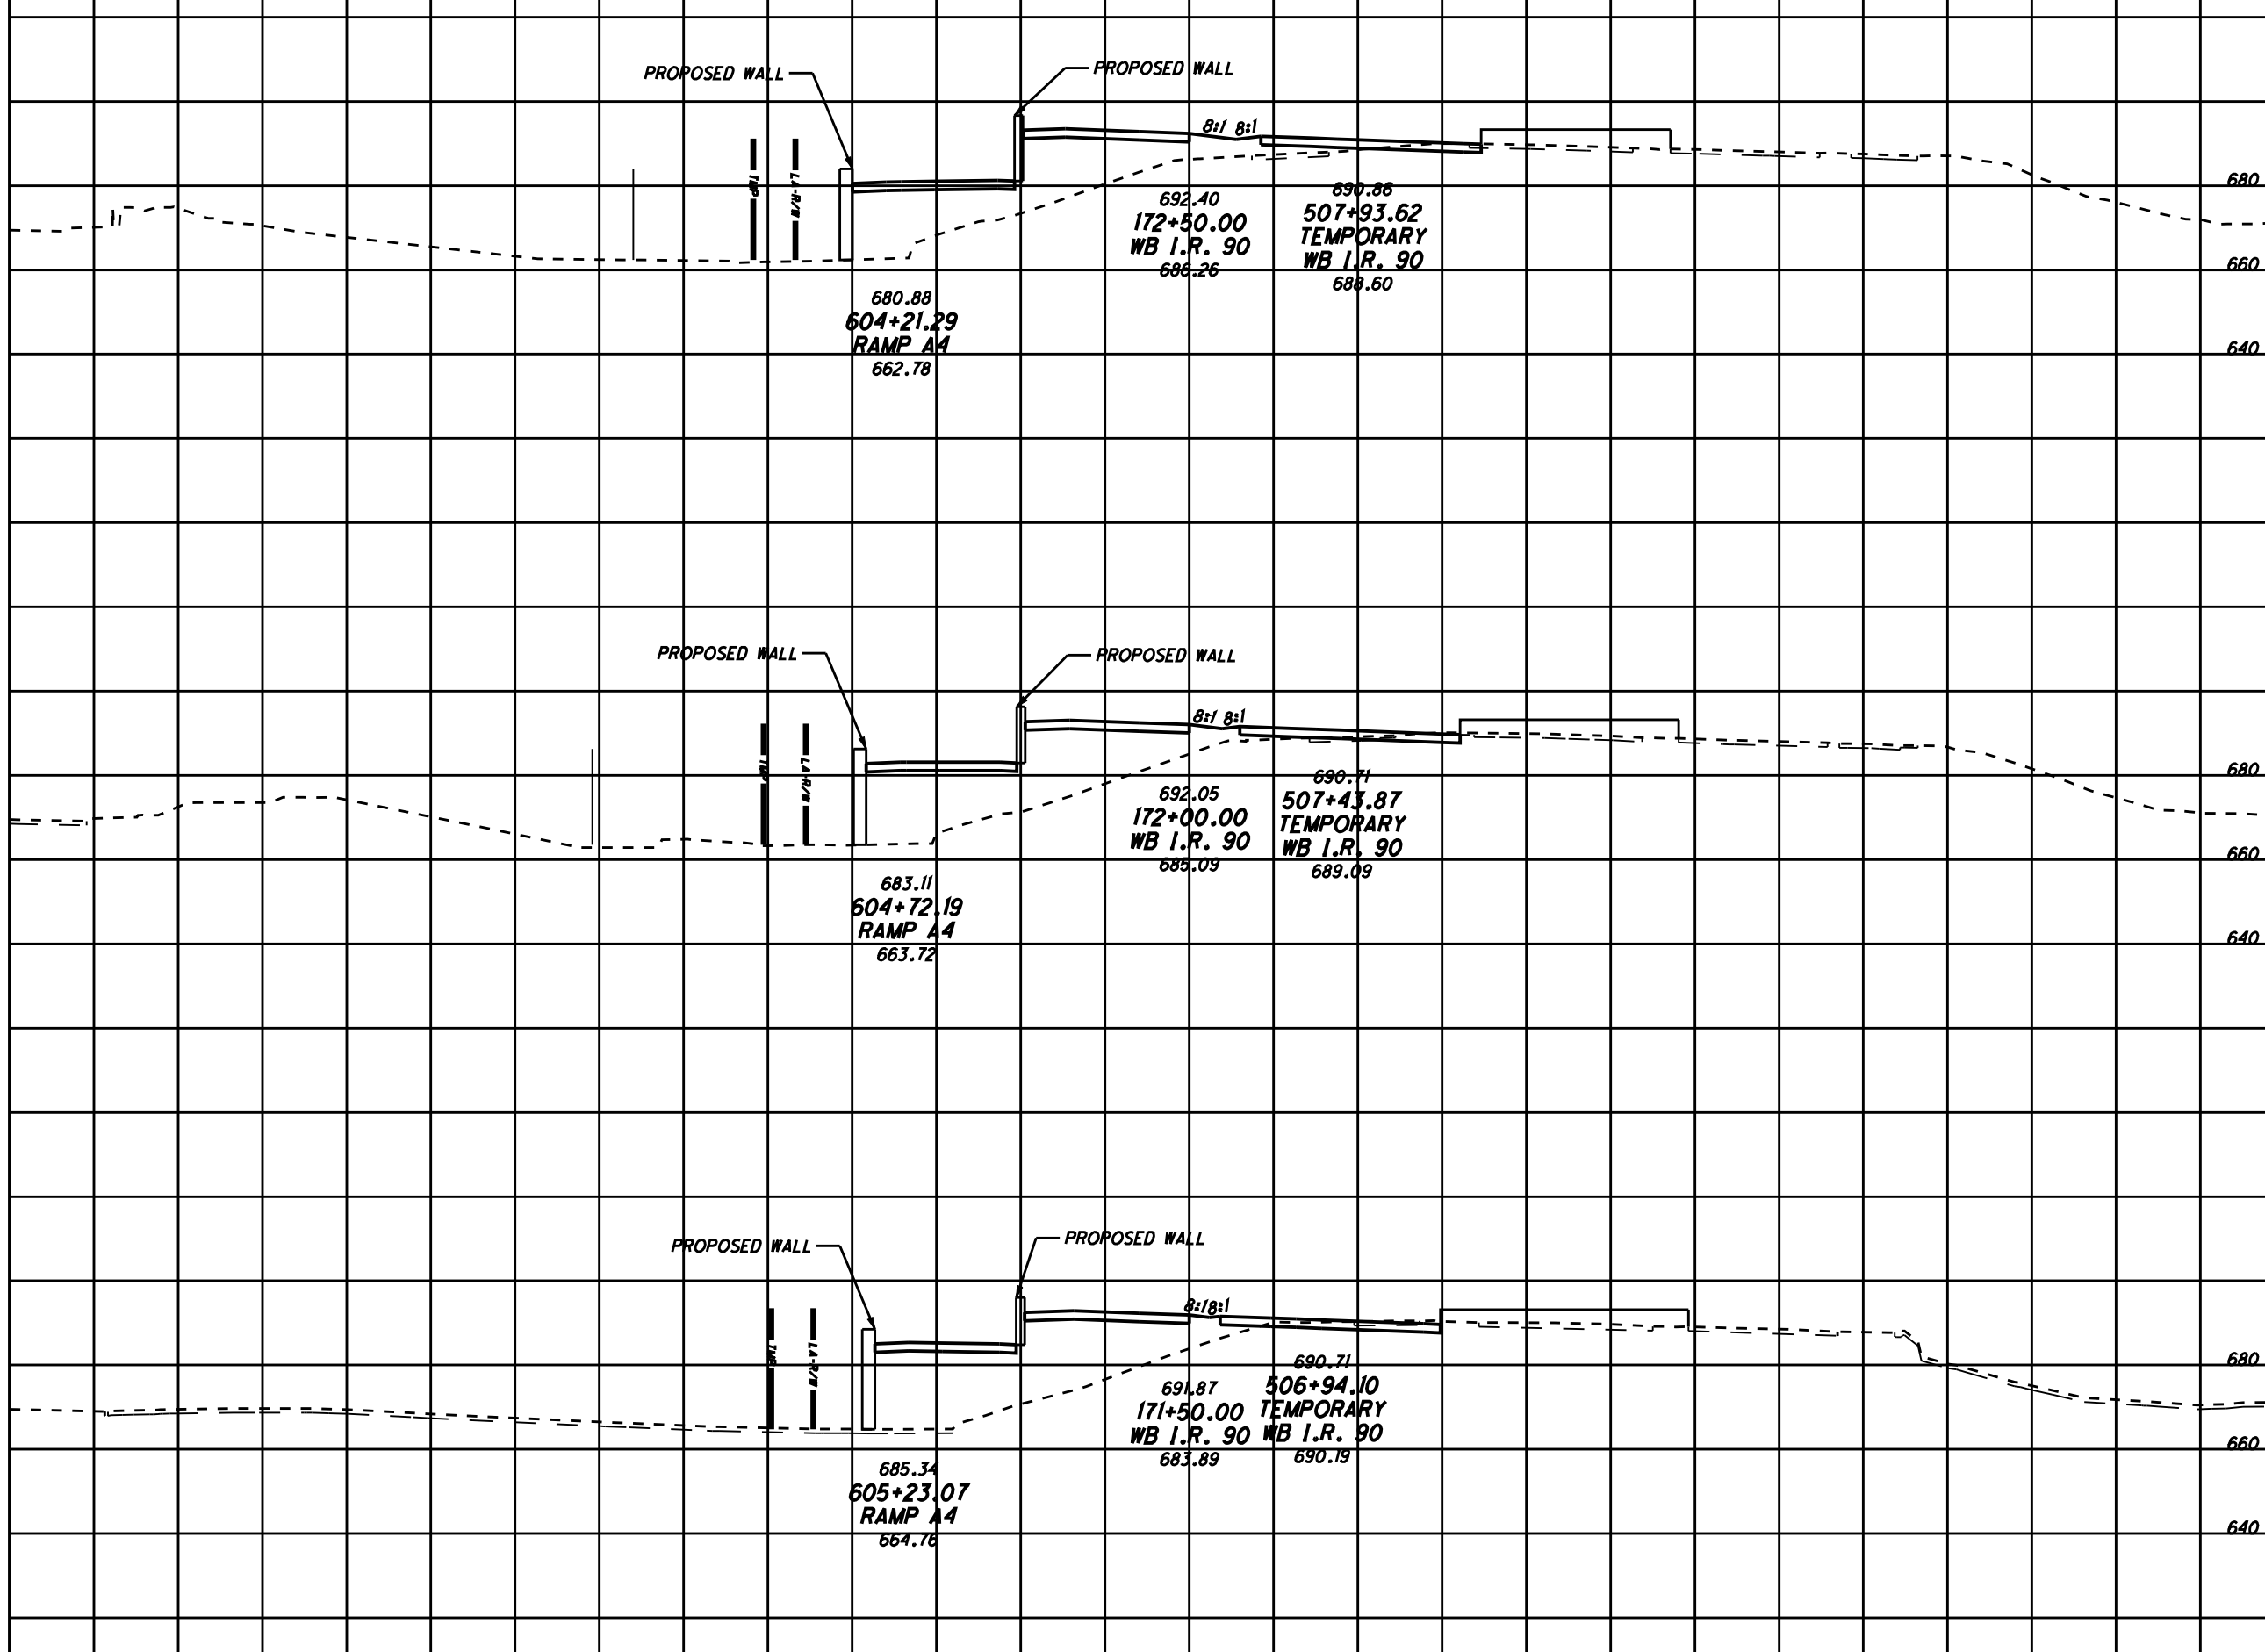 PROPOSED WALL
PROPOSED WALL
8:1 8:1
TWP
LA-R/W
680
692.40
172+50.00
WB I.R. 90
686.26
690.86
507+93.62
TEMPORARY
WB I.R. 90
688.60
660
680.88
604+21.29
RAMP A4
662.78
640
PROPOSED WALL
PROPOSED WALL
8:1 8:1
TWP
LA-R/W
680
692.05
172+00.00
WB I.R. 90
685.09
690.71
507+43.87
TEMPORARY
WB I.R. 90
689.09
660
683.11
604+72.19
RAMP A4
663.72
640
PROPOSED WALL
PROPOSED WALL
8:1 8:1
TWP
LA-R/W
680
691.87
171+50.00
WB I.R. 90
683.89
690.71
506+94.10
TEMPORARY
WB I.R. 90
690.19
660
685.34
605+23.07
RAMP A4
664.76
640